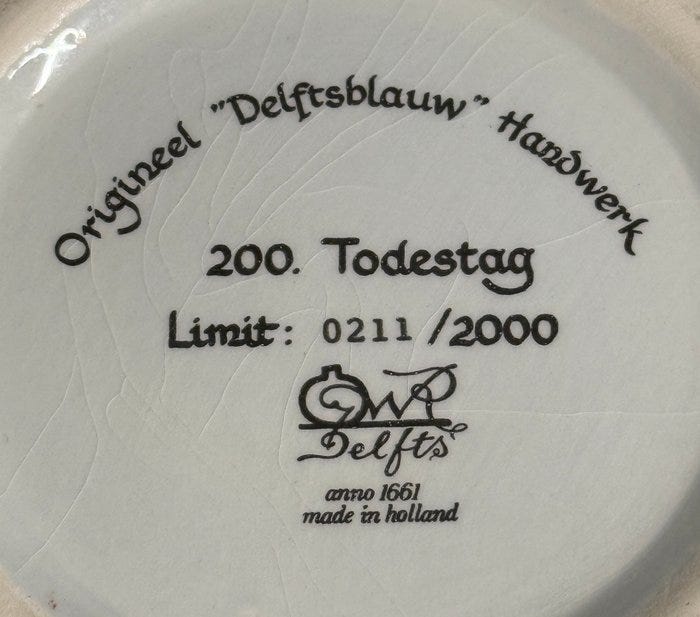 Origineel "Delftsblauw" Handwerk
200. Todestag
Limit: 0211 /2000
Delfts
anno 1661
made in holland